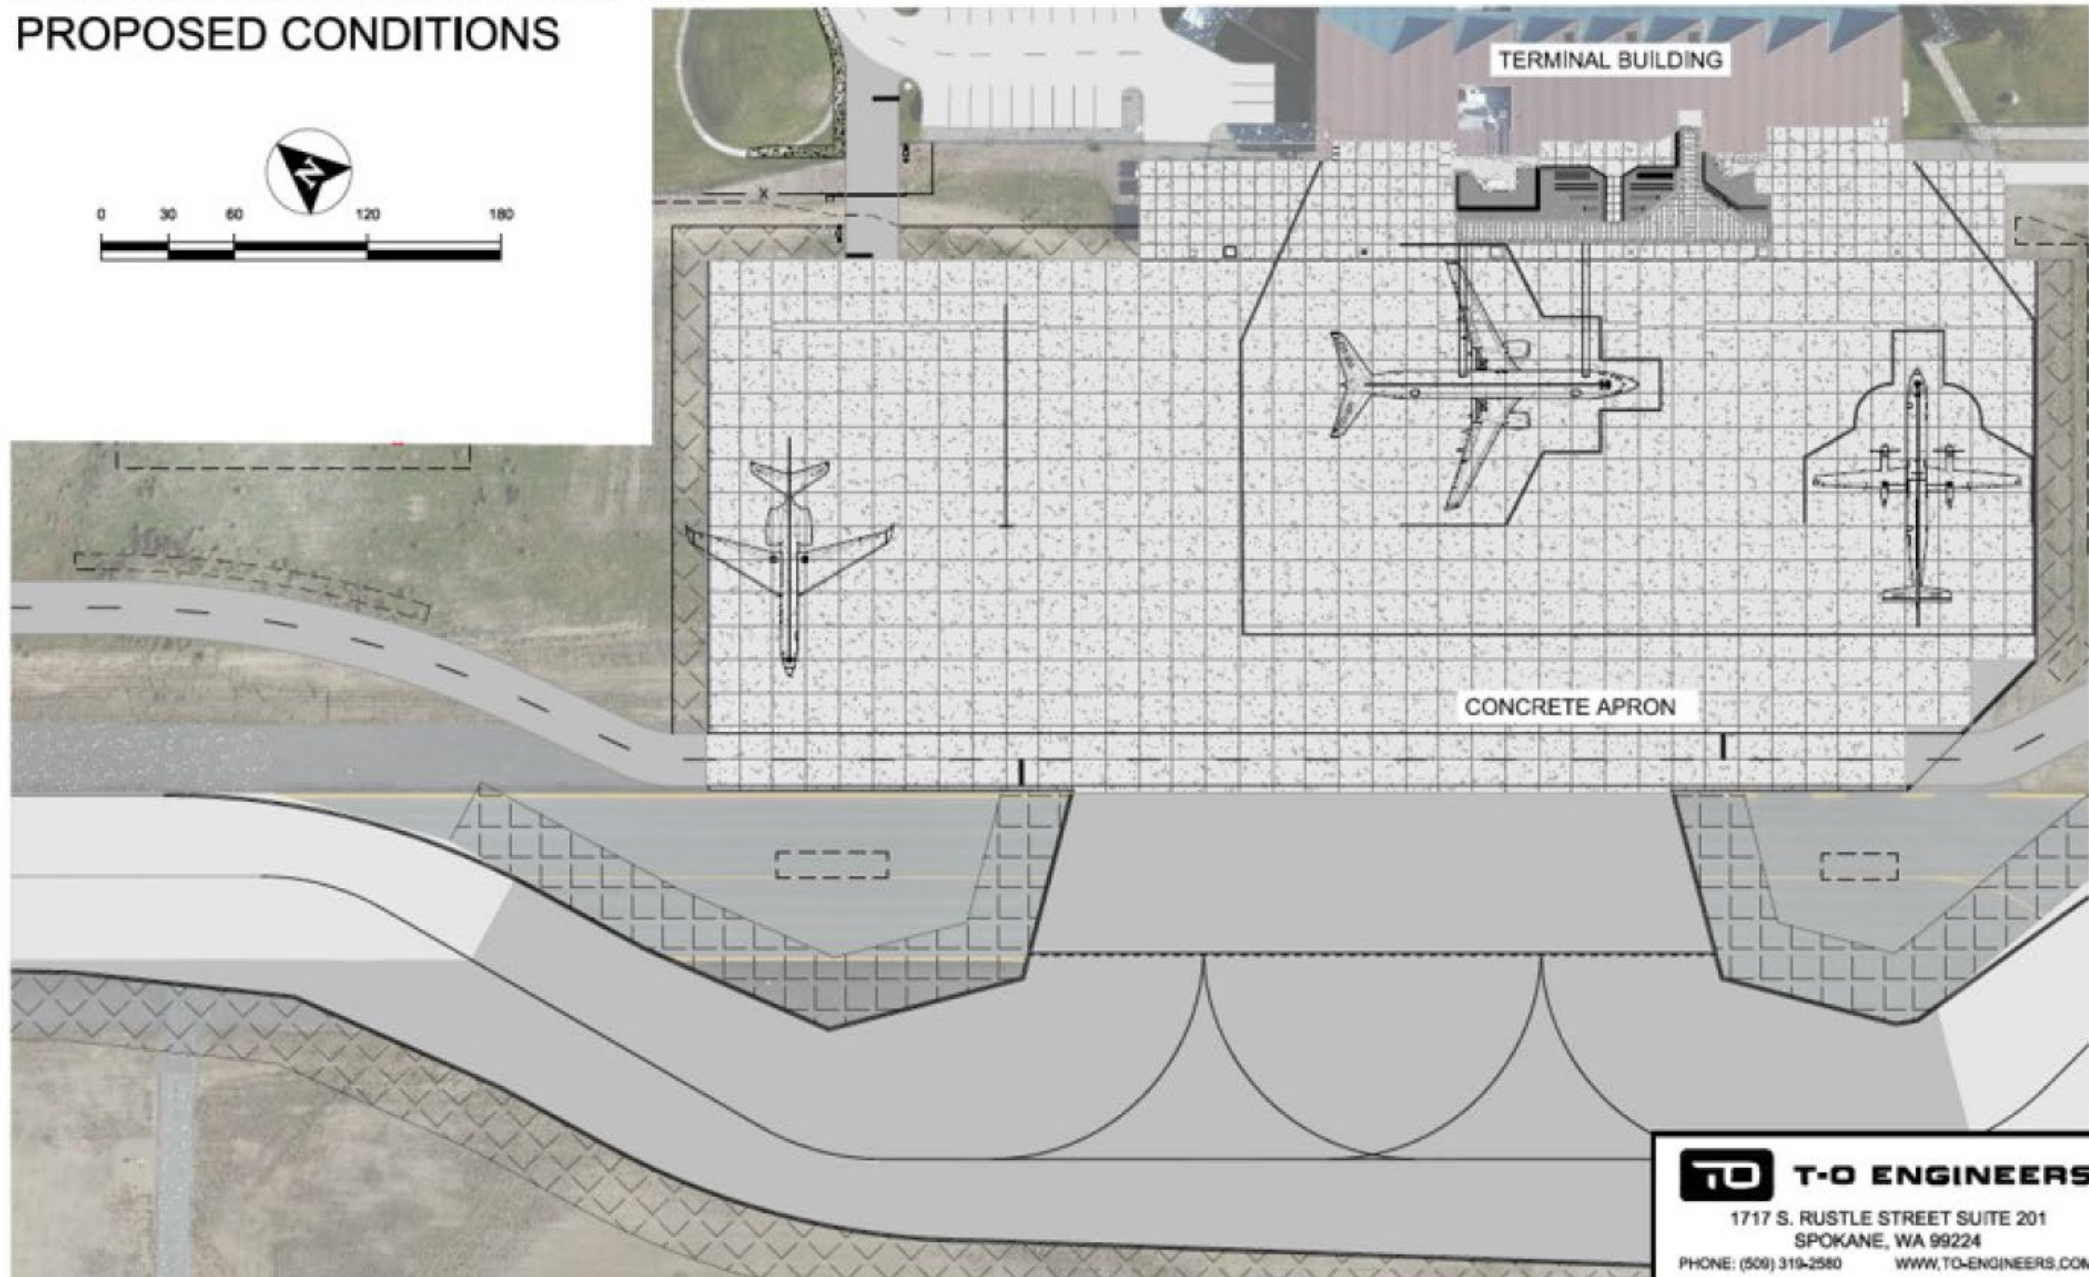 PROPOSED CONDITIONS
TERMINAL BUILDING
N
0 30 60 120 180
X
CONCRETE APRON
TO T-O ENGINEERS
1717 S. RUSTLE STREET SUITE 201
SPOKANE, WA 99224
PHONE: (509) 319-2580 WWW.TO-ENGINEERS.COM